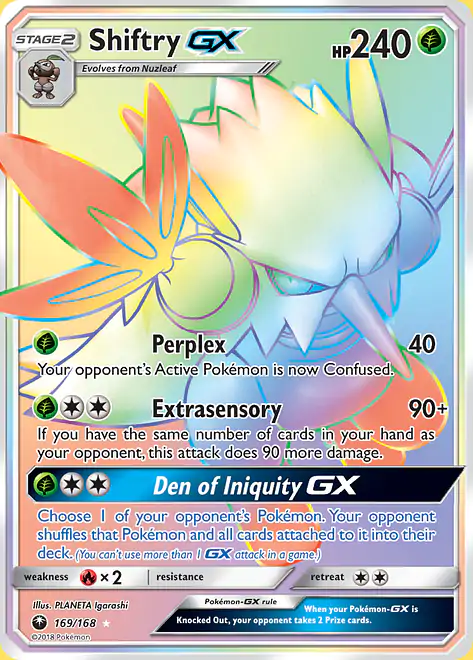 STAGE2 Shiftry GX HP240
Evolves from Nuzleaf
Perplex 40
Your opponent's Active Pokémon is now Confused.
Extrasensory 90+
If you have the same number of cards in your hand as
your opponent, this attack does 90 more damage.
Den of Iniquity GX
Choose 1 of your opponent's Pokémon. Your opponent
shuffles that Pokémon and all cards attached to it into their
deck. (You can't use more than 1 GX attack in a game.)
weakness × 2 resistance retreat
Illus. PLANETA Igarashi
169/168
©2018 Pokémon
Pokémon-GX rule
When your Pokémon-GX is
Knocked Out, your opponent takes 2 Prize cards.